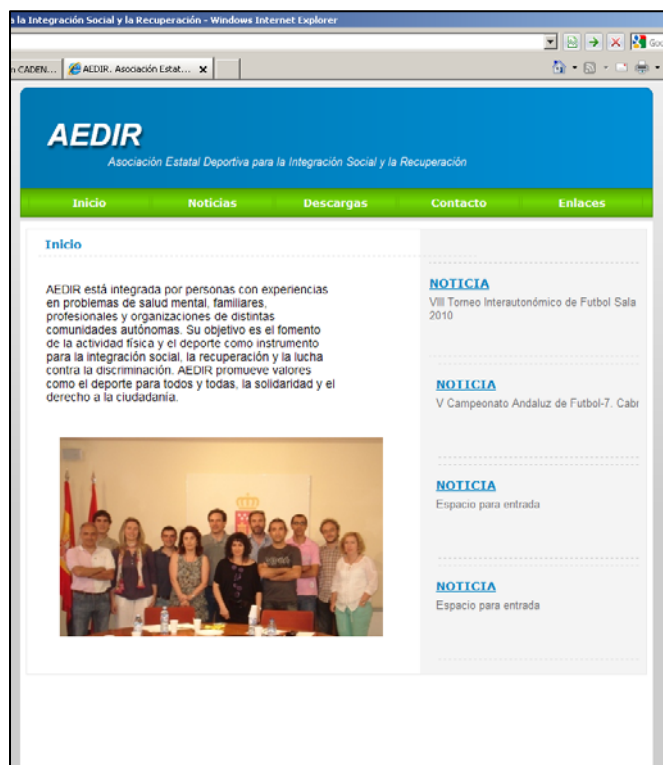 la Integración Social y la Recuperación - Windows Internet Explorer
Goo
n CADEN...
AEDIR. Asociación Estat...
AEDIR
Asociación Estatal Deportiva para la Integración Social y la Recuperación
Inicio
Noticias
Descargas
Contacto
Enlaces
Inicio
AEDIR está integrada por personas con experiencias
en problemas de salud mental, familiares,
profesionales y organizaciones de distintas
comunidades autónomas. Su objetivo es el fomento
de la actividad física y el deporte como instrumento
para la integración social, la recuperación y la lucha
contra la discriminación. AEDIR promueve valores
como el deporte para todos y todas, la solidaridad y el
derecho a la ciudadanía.
NOTICIA
VIII Torneo Interautonómico de Futbol Sala
2010
NOTICIA
V Campeonato Andaluz de Futbol-7. Cabr
NOTICIA
Espacio para entrada
NOTICIA
Espacio para entrada